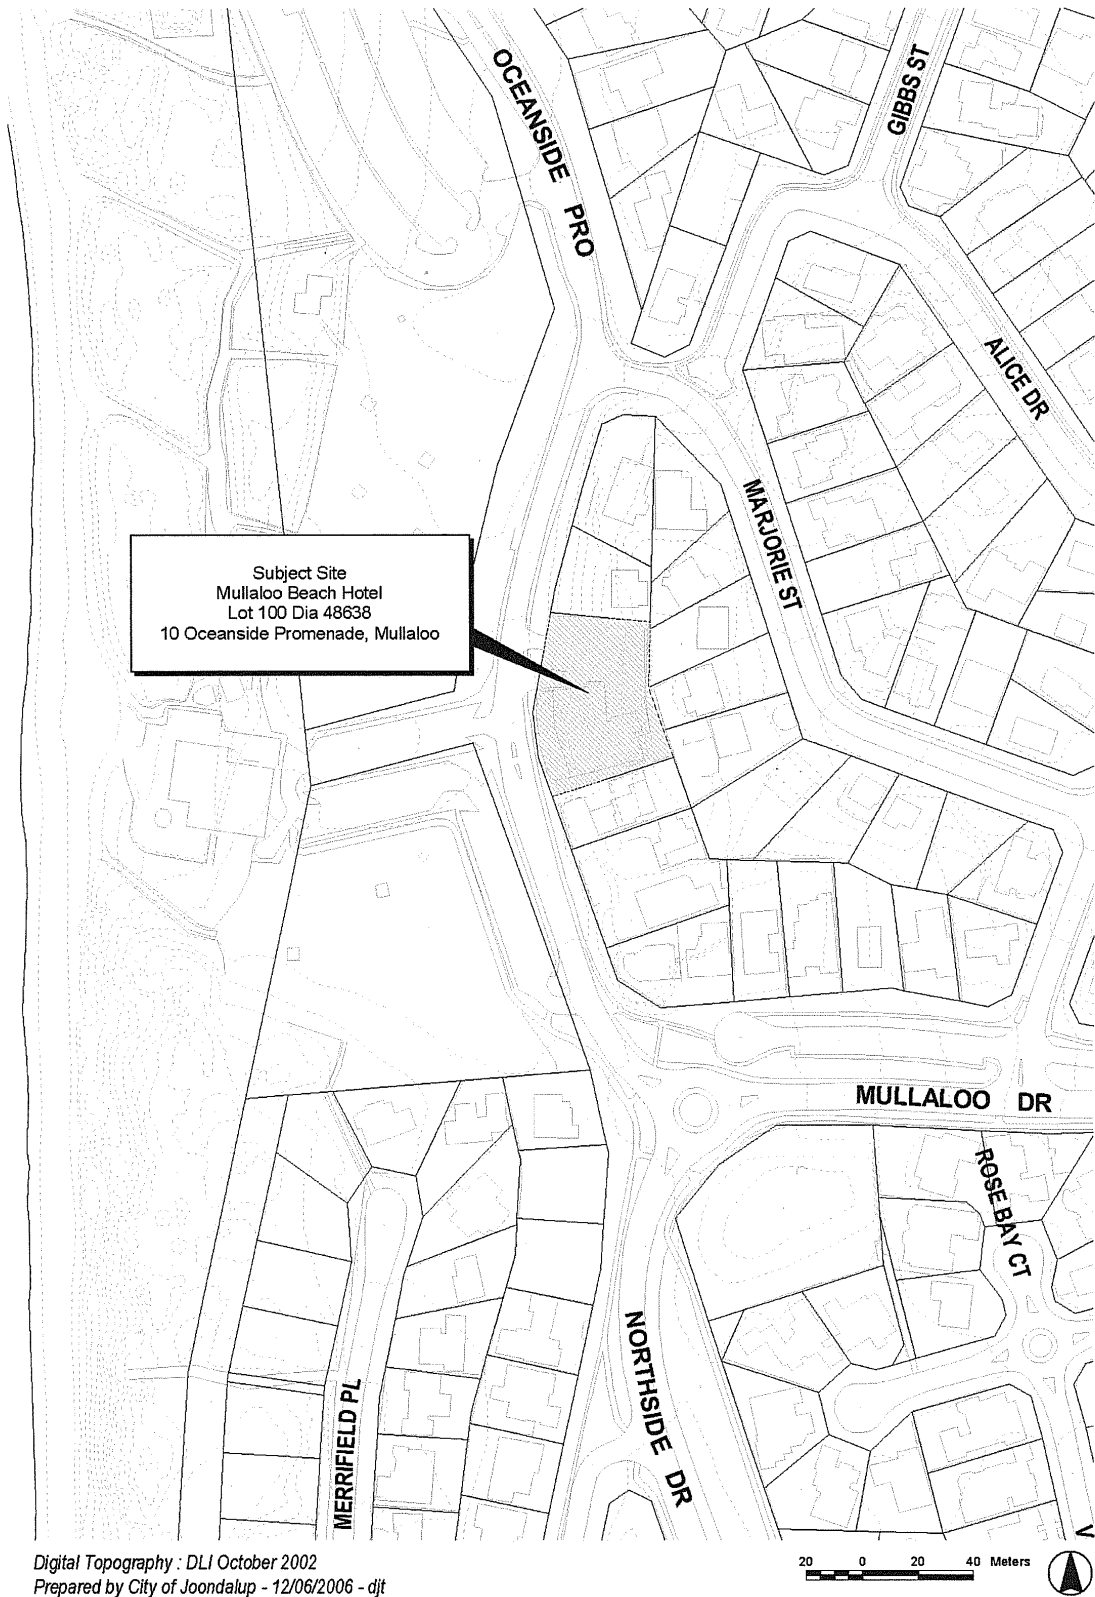 OCEANSIDE PRO
GIBBS ST
ALICE DR
MARJORIE ST
Subject Site
Mullaloo Beach Hotel
Lot 100 Dia 48638
10 Oceanside Promenade, Mullaloo
MULLALOO DR
ROSE BAY CT
NORTHSIDE DR
MERRIFIELD PL
V
Digital Topography : DLI October 2002
Prepared by City of Joondalup - 12/06/2006 - djt
20 0 20 40 Meters